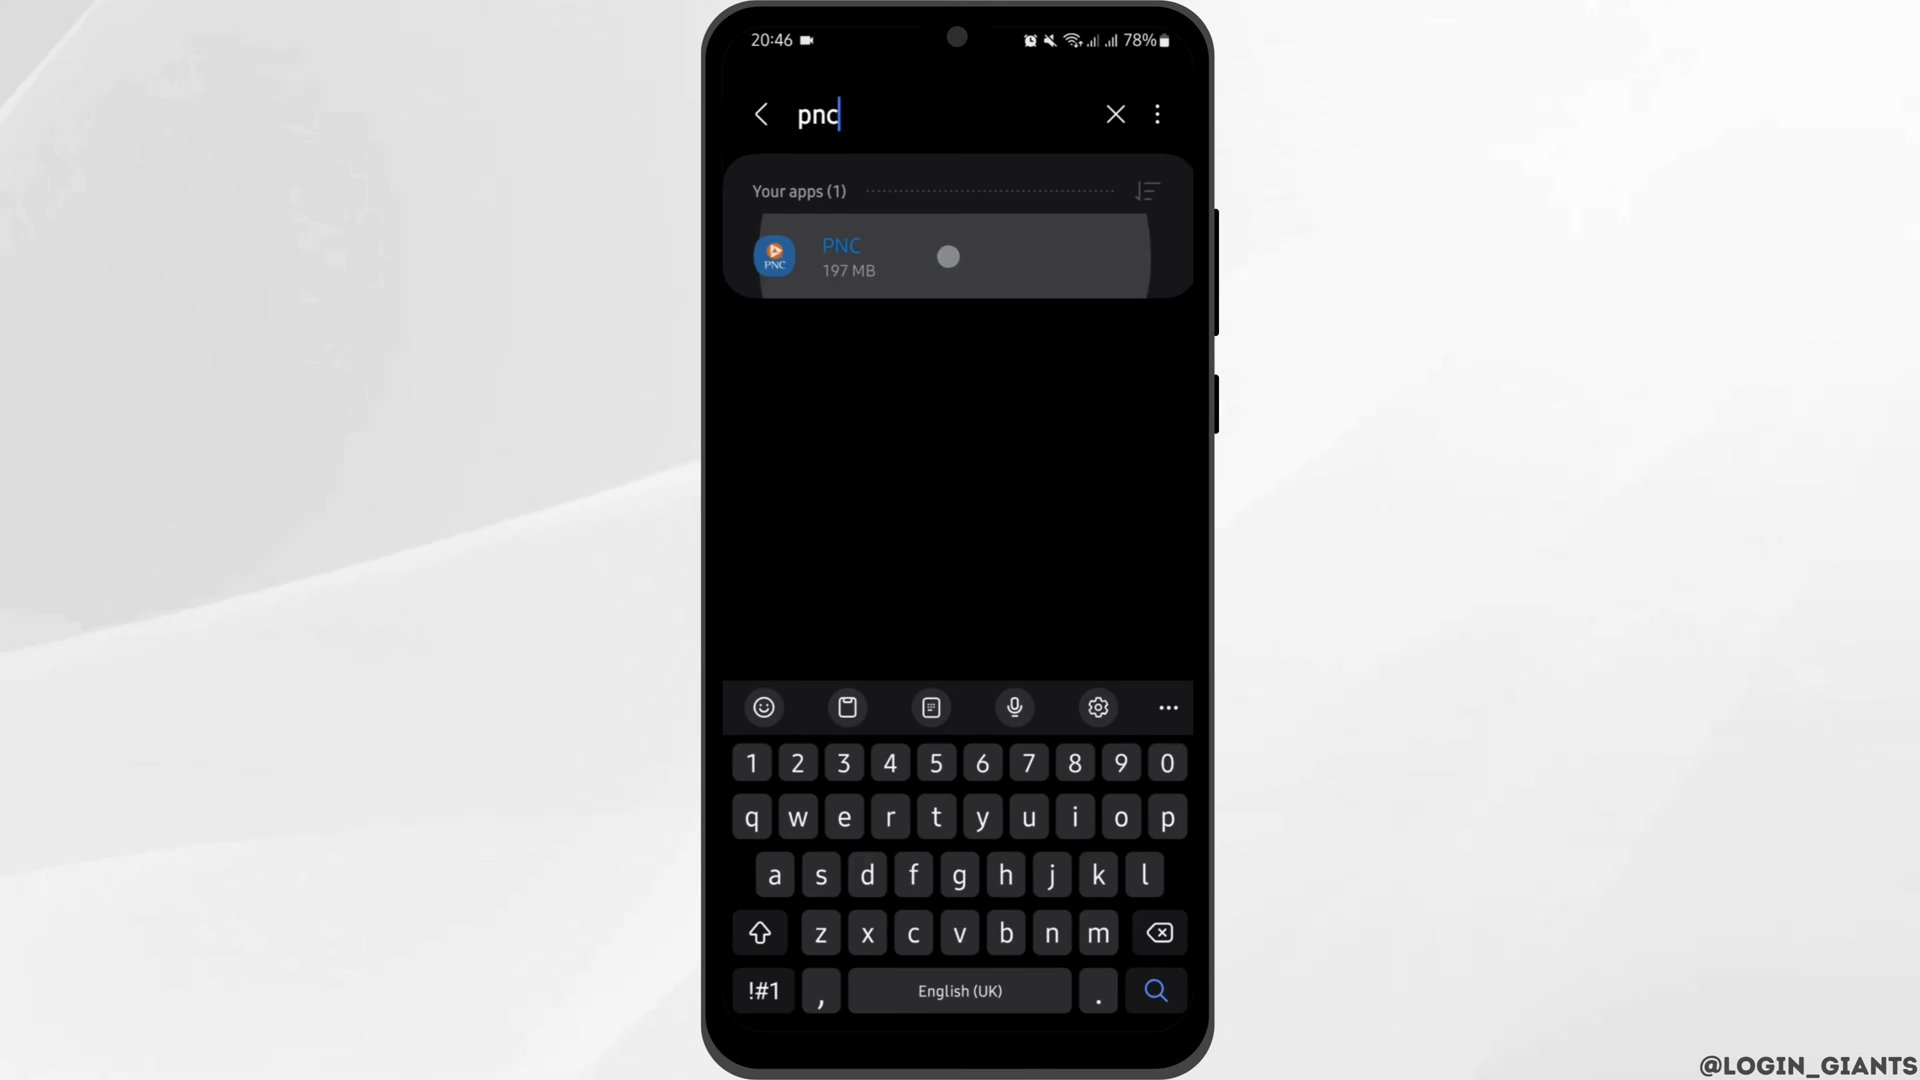 20:46
78%
pnc
Your apps (1)
PNC
PNC
197 MB
1 2 3 4 5 6 7 8 9 0
q w e r t y u i o p
a s d f g h j k l
z x c v b n m
!#1 , English (UK) .
@LOGIN_GIANTS